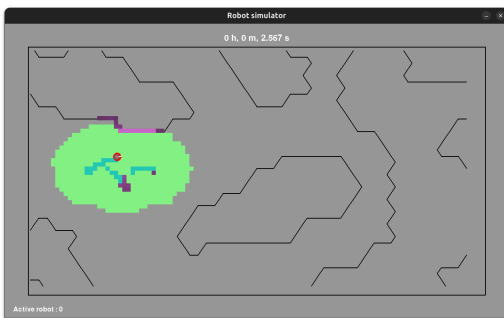 Robot simulator
0 h, 0 m, 2.567 s
Active robot : 0